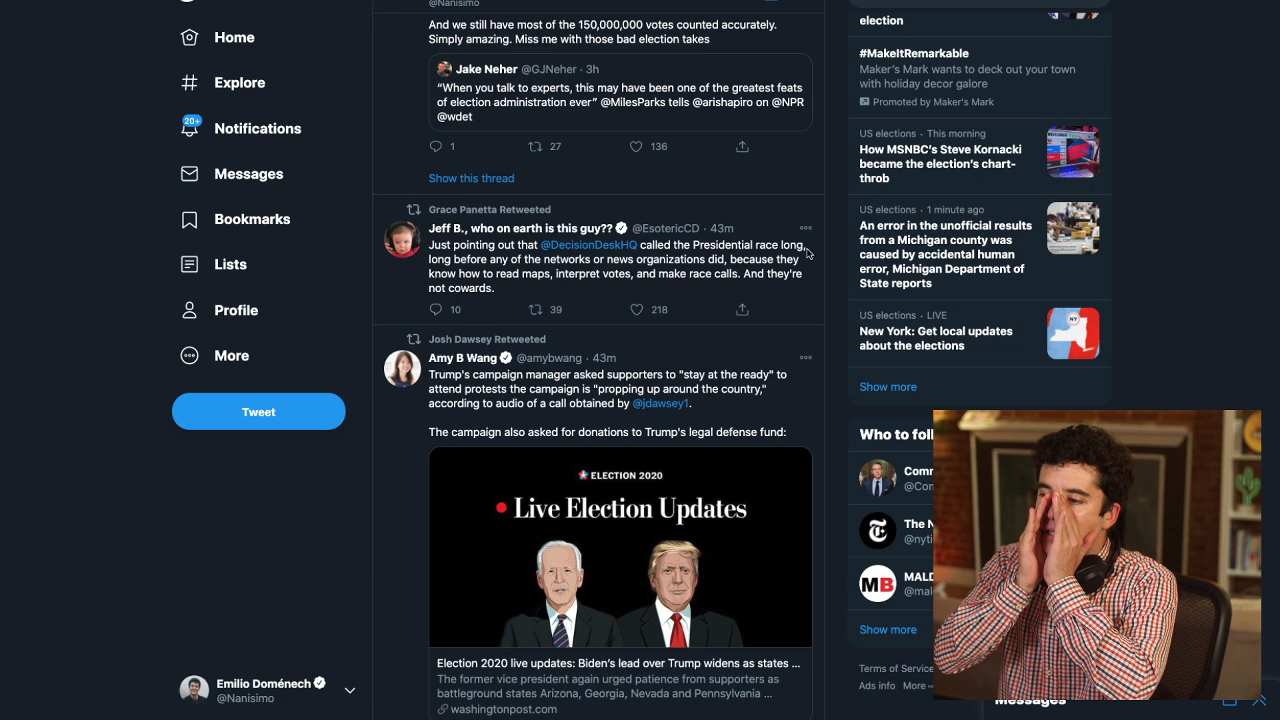 @Nanisimo
And we still have most of the 150,000,000 votes counted accurately.
Simply amazing. Miss me with those bad election takes
Jake Neher @GJNeher · 3h
“When you talk to experts, this may have been one of the greatest feats
of election administration ever” @MilesParks tells @arishapiro on @NPR
@wdet
1 27 136
Show this thread
Grace Panetta Retweeted
Jeff B., who on earth is this guy?? @EsotericCD · 43m
Just pointing out that @DecisionDeskHQ called the Presidential race long,
long before any of the networks or news organizations did, because they
know how to read maps, interpret votes, and make race calls. And they're
not cowards.
10 39 218
Josh Dawsey Retweeted
Amy B Wang @amybwang · 43m
Trump's campaign manager asked supporters to "stay at the ready" to
attend protests the campaign is "propping up around the country,"
according to audio of a call obtained by @jdawsey1.
The campaign also asked for donations to Trump's legal defense fund:
ELECTION 2020
Live Election Updates
Election 2020 live updates: Biden’s lead over Trump widens as states ...
The former vice president again urged patience from supporters as
battleground states Arizona, Georgia, Nevada and Pennsylvania ...
washingtonpost.com
Home
Explore
20+
Notifications
Messages
Bookmarks
Lists
Profile
More
Tweet
Emilio Doménech
@Nanisimo
election
#MakeItRemarkable
Maker’s Mark wants to deck out your town
with holiday decor galore
Promoted by Maker's Mark
US elections · This morning
How MSNBC’s Steve Kornacki
became the election’s chart-
throb
US elections · 1 minute ago
An error in the unofficial results
from a Michigan county was
caused by accidental human
error, Michigan Department of
State reports
US elections · LIVE
New York: Get local updates
about the elections
NY
Show more
Who to foll
Comm
@Con
The N
@nyti
MB
MALD
@mal
Show more
Terms of Service
Ads info More
Messages